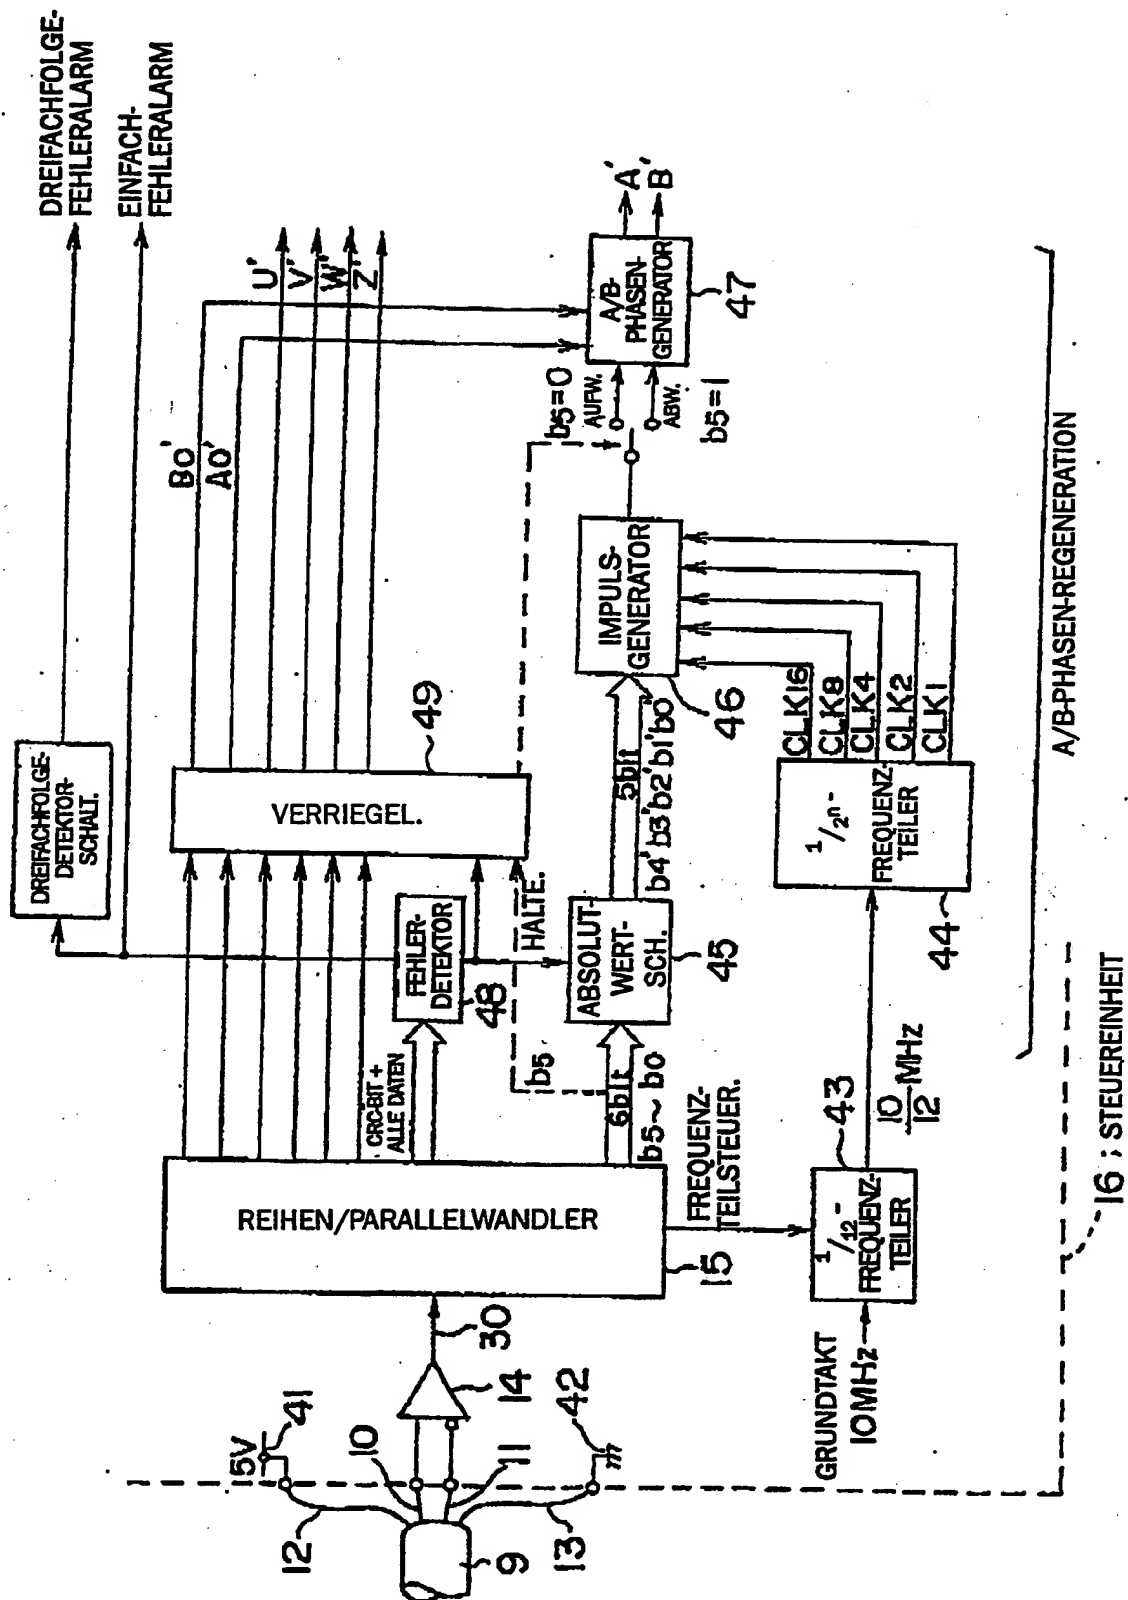 DREIFACHFOLGE-
FEHLERALARM
EINFACH-
FEHLERALARM
DREIFACHFOLGE-
DETEKTOR-
SCHALT.
B0'
A0'
U'
V'
W'
Z'
49
VERRIEGEL.
HALTE.
FEHLER-
DETEKTOR
48
CRC-BIT +
ALLE DATEN
b5
6bit
b5~b0
ABSOLUT-
WERT-
SCH.
45
5bit
b4'b3'b2'b1'b0
IMPULS-
GENERATOR
46
b5=0
AUFW.
ABW.
b5=1
A/B-
PHASEN-
GENERATOR
47
A'
B'
CLK16
CLK8
CLK4
CLK2
CLK1
1/2n-
FREQUENZ-
TEILER
44
10/12 MHz
43
1/12-
FREQUENZ-
TEILER
FREQUENZ-
TEILSTEUER.
GRUNDTAKT
10MHz
REIHEN/PARALLELWANDLER
15
30
14
15V
41
42
10
11
12
13
9
A/B-PHASEN-REGENERATION
16 ; STEUEREINHEIT